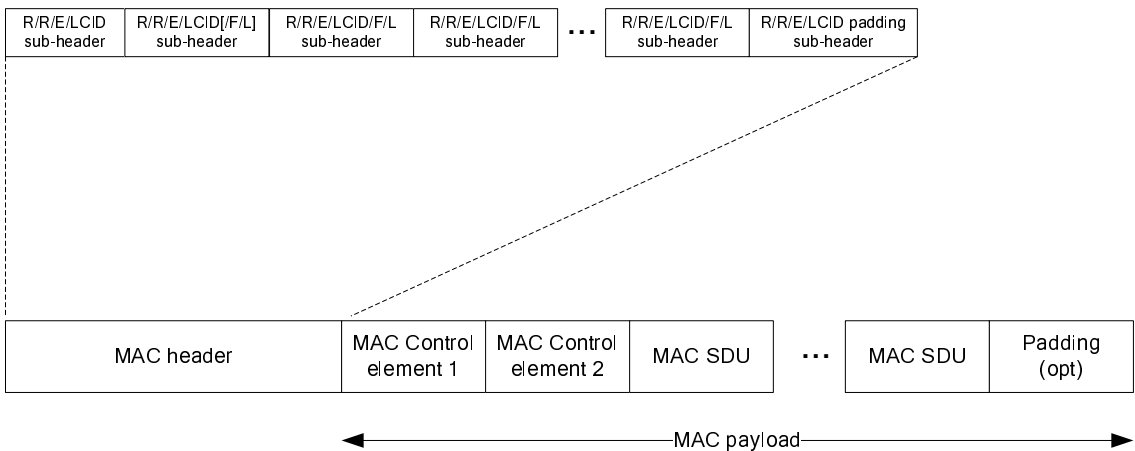 R/R/E/LCID
sub-header
R/R/E/LCID[/F/L]
sub-header
R/R/E/LCID/F/L
sub-header
R/R/E/LCID/F/L
sub-header
...
R/R/E/LCID/F/L
sub-header
R/R/E/LCID padding
sub-header
MAC header
MAC Control
element 1
MAC Control
element 2
MAC SDU
...
MAC SDU
Padding
(opt)
MAC payload